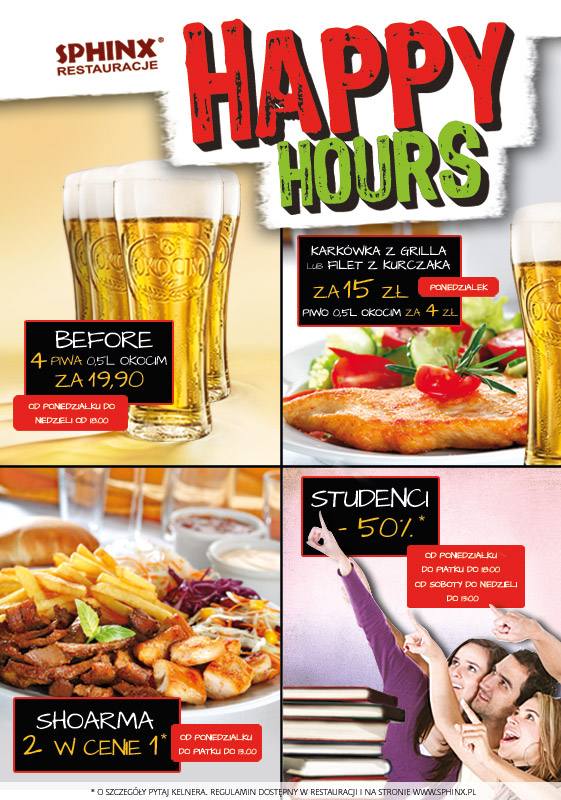 SPHINX®
RESTAURACJE
HAPPY
HOURS
KARKÓWKA Z GRILLA
LUB FILET Z KURCZAKA
ZA 15 ZŁ
PONIEDZIAŁEK
PIWO 0,5L OKOCIM ZA 4 ZŁ
OKOCIM
BEFORE
4 PIWA 0,5L OKOCIM
ZA 19,90
OD PONIEDZIAŁKU DO
NIEDZIELI OD 18.00
STUDENCI
- 50%*
OD PONIEDZIAŁKU
DO PIĄTKU DO 18:00
OD SOBOTY DO NIEDZIELI
DO 13:00
SHOARMA
2 W CENIE 1*
OD PONIEDZIAŁKU
DO PIĄTKU DO 13.00
* O SZCZEGÓŁY PYTAJ KELNERA. REGULAMIN DOSTĘPNY W RESTAURACJI I NA STRONIE WWW.SPHINX.PL